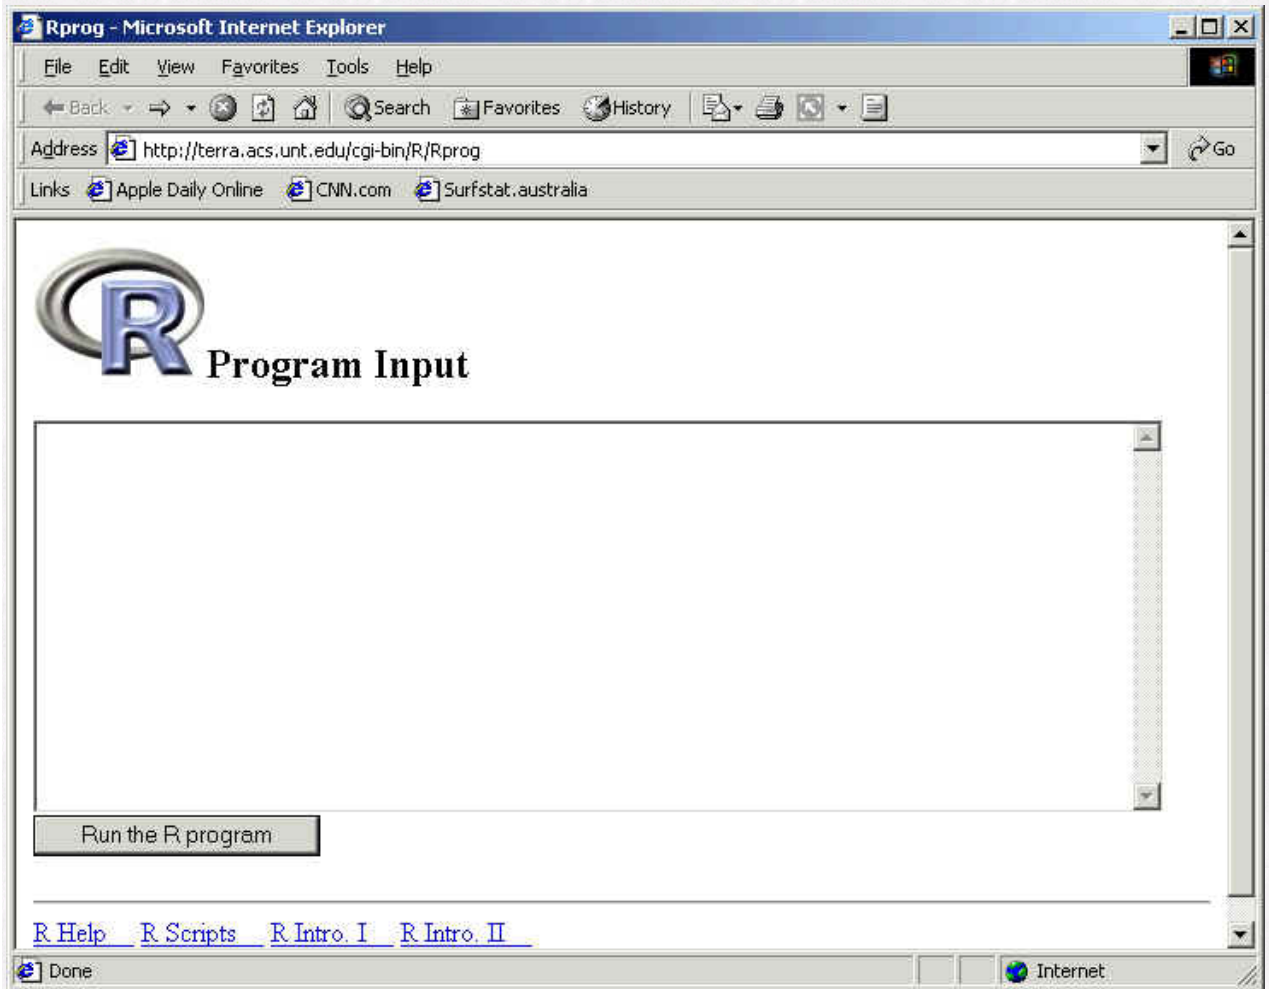 Rprog - Microsoft Internet Explorer
File Edit View Favorites Tools Help
Back Search Favorites History
Address http://terra.acs.unt.edu/cgi-bin/R/Rprog Go
Links Apple Daily Online CNN.com Surfstat.australia
R Program Input
Run the R program
R Help R Scripts R Intro. I R Intro. II
Done Internet